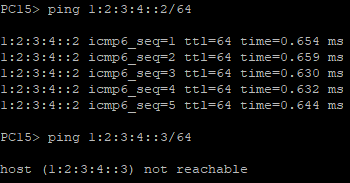 PC15> ping 1:2:3:4::2/64
1:2:3:4::2 icmp6_seq=1 ttl=64 time=0.654 ms
1:2:3:4::2 icmp6_seq=2 ttl=64 time=0.659 ms
1:2:3:4::2 icmp6_seq=3 ttl=64 time=0.630 ms
1:2:3:4::2 icmp6_seq=4 ttl=64 time=0.632 ms
1:2:3:4::2 icmp6_seq=5 ttl=64 time=0.644 ms
PC15> ping 1:2:3:4::3/64
host (1:2:3:4::3) not reachable